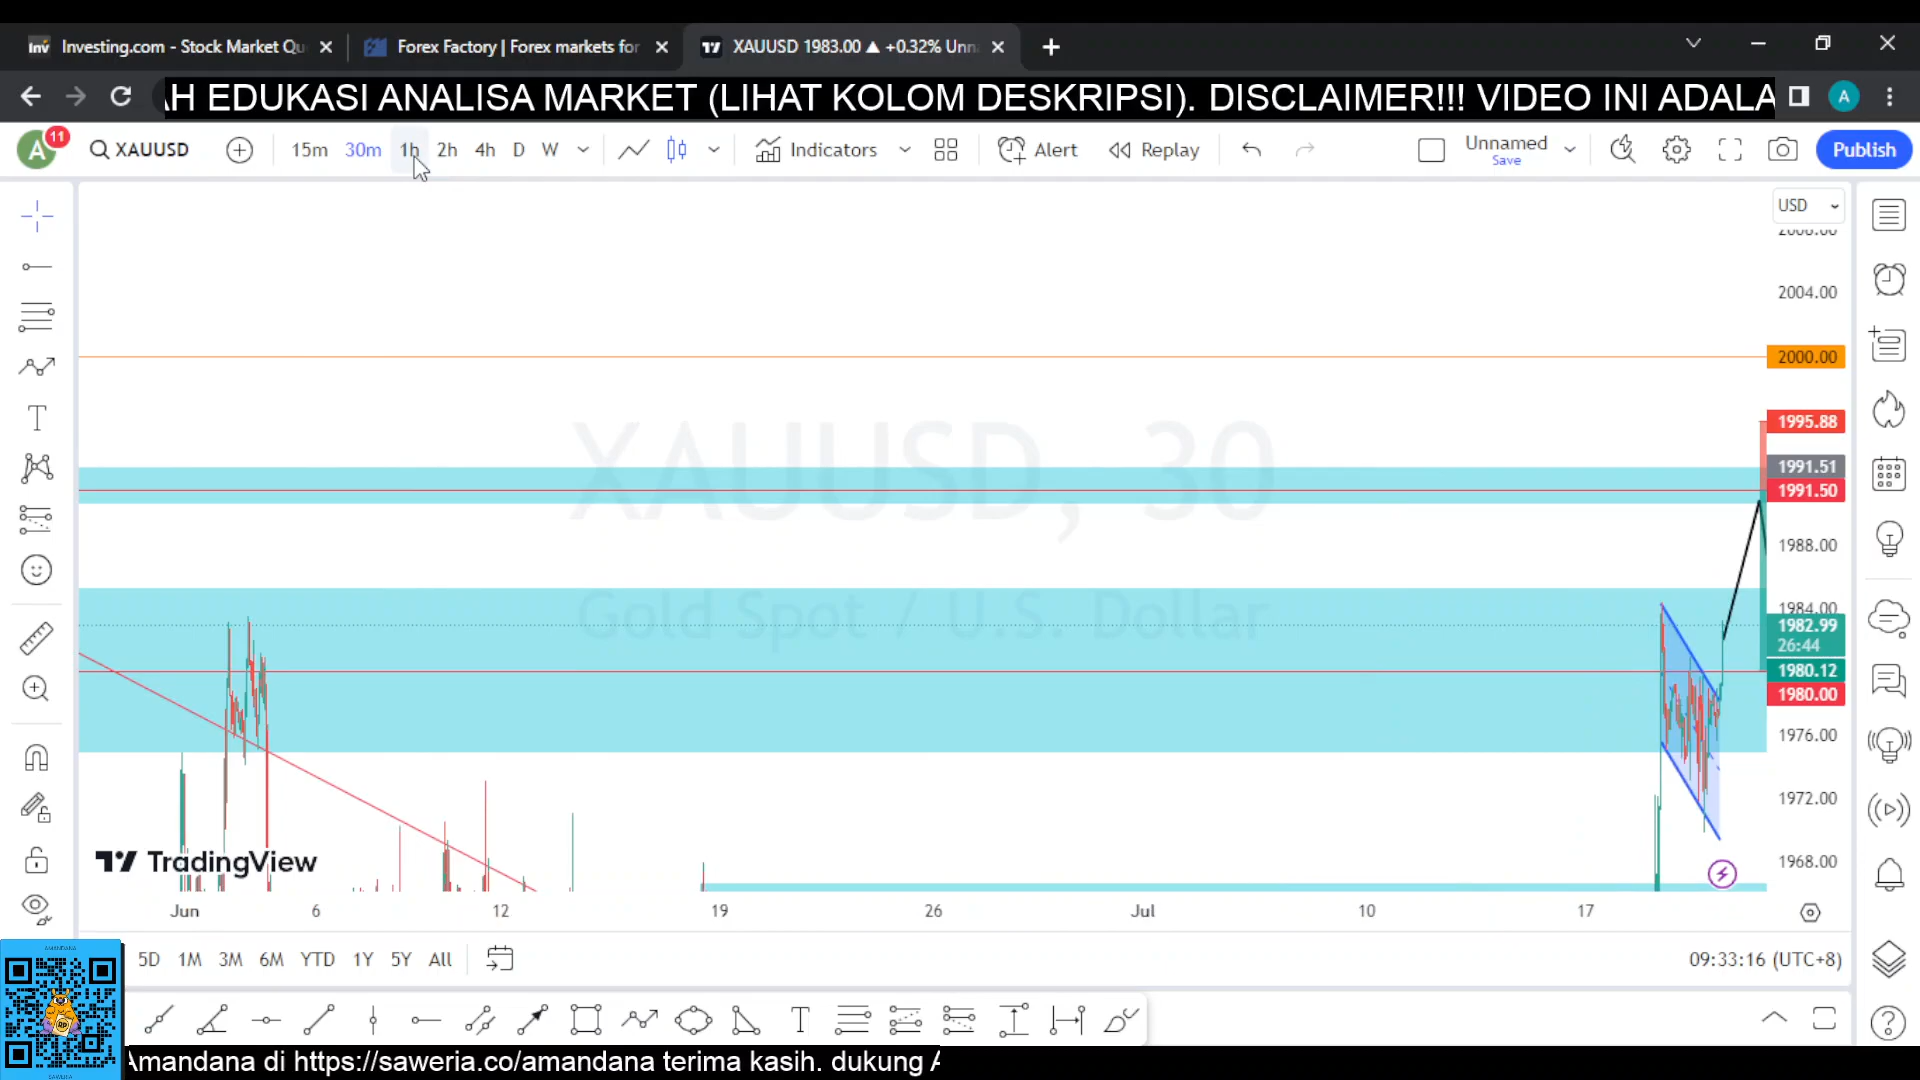 Investing.com - Stock Market Qu
Forex Factory | Forex markets for
XAUUSD 1983.00 ▲ +0.32% Unn
AH EDUKASI ANALISA MARKET (LIHAT KOLOM DESKRIPSI). DISCLAIMER!!! VIDEO INI ADALA
A
A 11
XAUUSD
15m 30m 1h 2h 4h D W
Indicators
Alert
Replay
Unnamed
Save
Publish
USD
2004.00
2000.00
1995.88
1991.51
1991.50
1988.00
1984.00
1982.99
26:44
1980.12
1980.00
1976.00
1972.00
1968.00
XAUUSD, 30
Gold Spot / U.S. Dollar
TradingView
Jun 6 12 19 26 Jul 10 17
5D 1M 3M 6M YTD 1Y 5Y All
09:33:16 (UTC+8)
Amandana di https://saweria.co/amandana terima kasih. dukung A